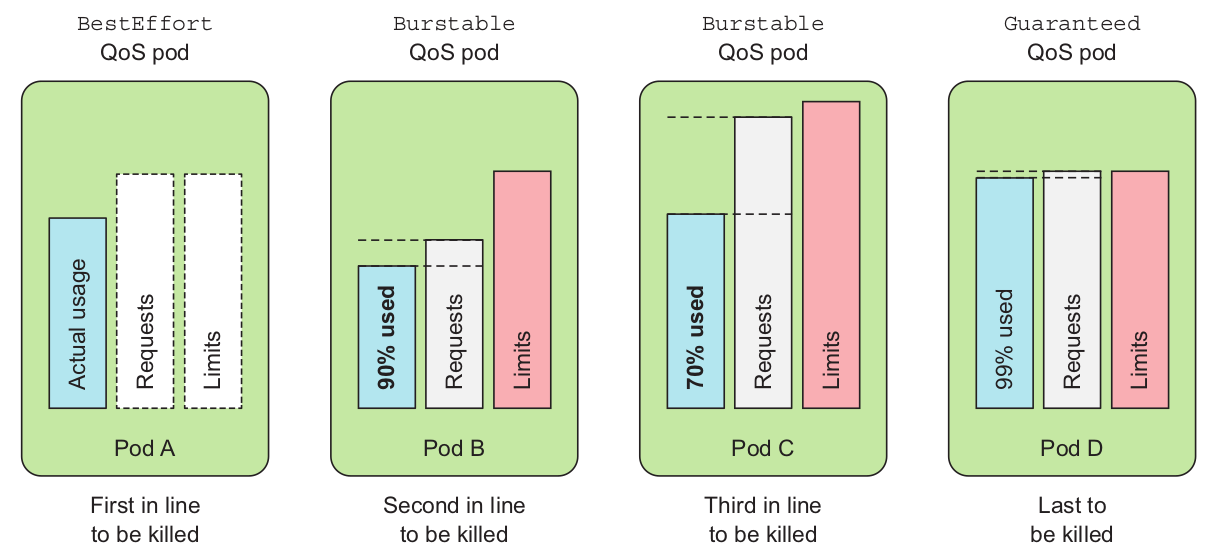 BestEffort
QoS pod
Burstable
QoS pod
Burstable
QoS pod
Guaranteed
QoS pod
Actual usage
Requests
Limits
Pod A
90% used
Requests
Limits
Pod B
70% used
Requests
Limits
Pod C
99% used
Requests
Limits
Pod D
First in line
to be killed
Second in line
to be killed
Third in line
to be killed
Last to
be killed